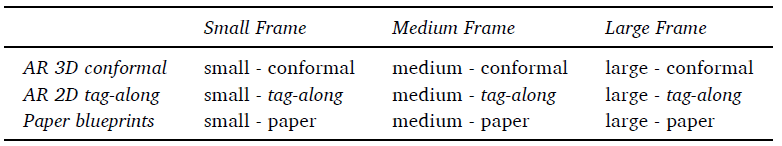 Small Frame Medium Frame Large Frame
AR 3D conformal small - conformal medium - conformal large - conformal
AR 2D tag-along small - tag-along medium - tag-along large - tag-along
Paper blueprints small - paper medium - paper large - paper